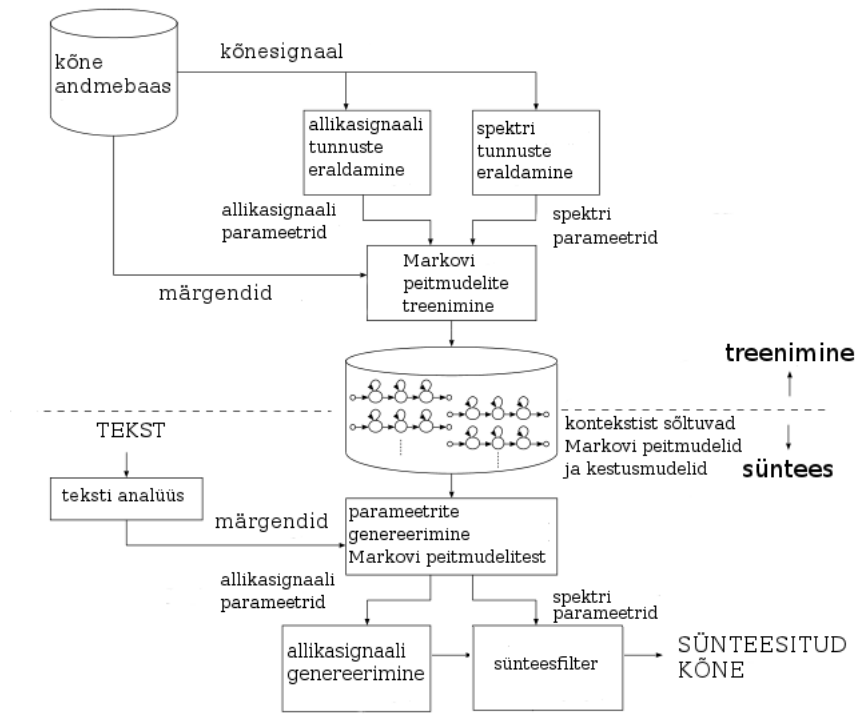 kõne
andmebaas
kõnesignaal
allikasignaali
tunnuste
eraldamine
spektri
tunnuste
eraldamine
allikasignaali
parameetrid
spektri
parameetrid
märgendid
Markovi
peitmudelite
treenimine
treenimine
kontekstist sõltuvad
Markovi peitmudelid
ja kestusmudelid
süntees
TEKST
teksti analüüs
märgendid
parameetrite
genereerimine
Markovi peitmudelitest
allikasignaali
parameetrid
spektri
parameetrid
allikasignaali
genereerimine
sünteesfilter
SÜNTEESITUD
KÕNE